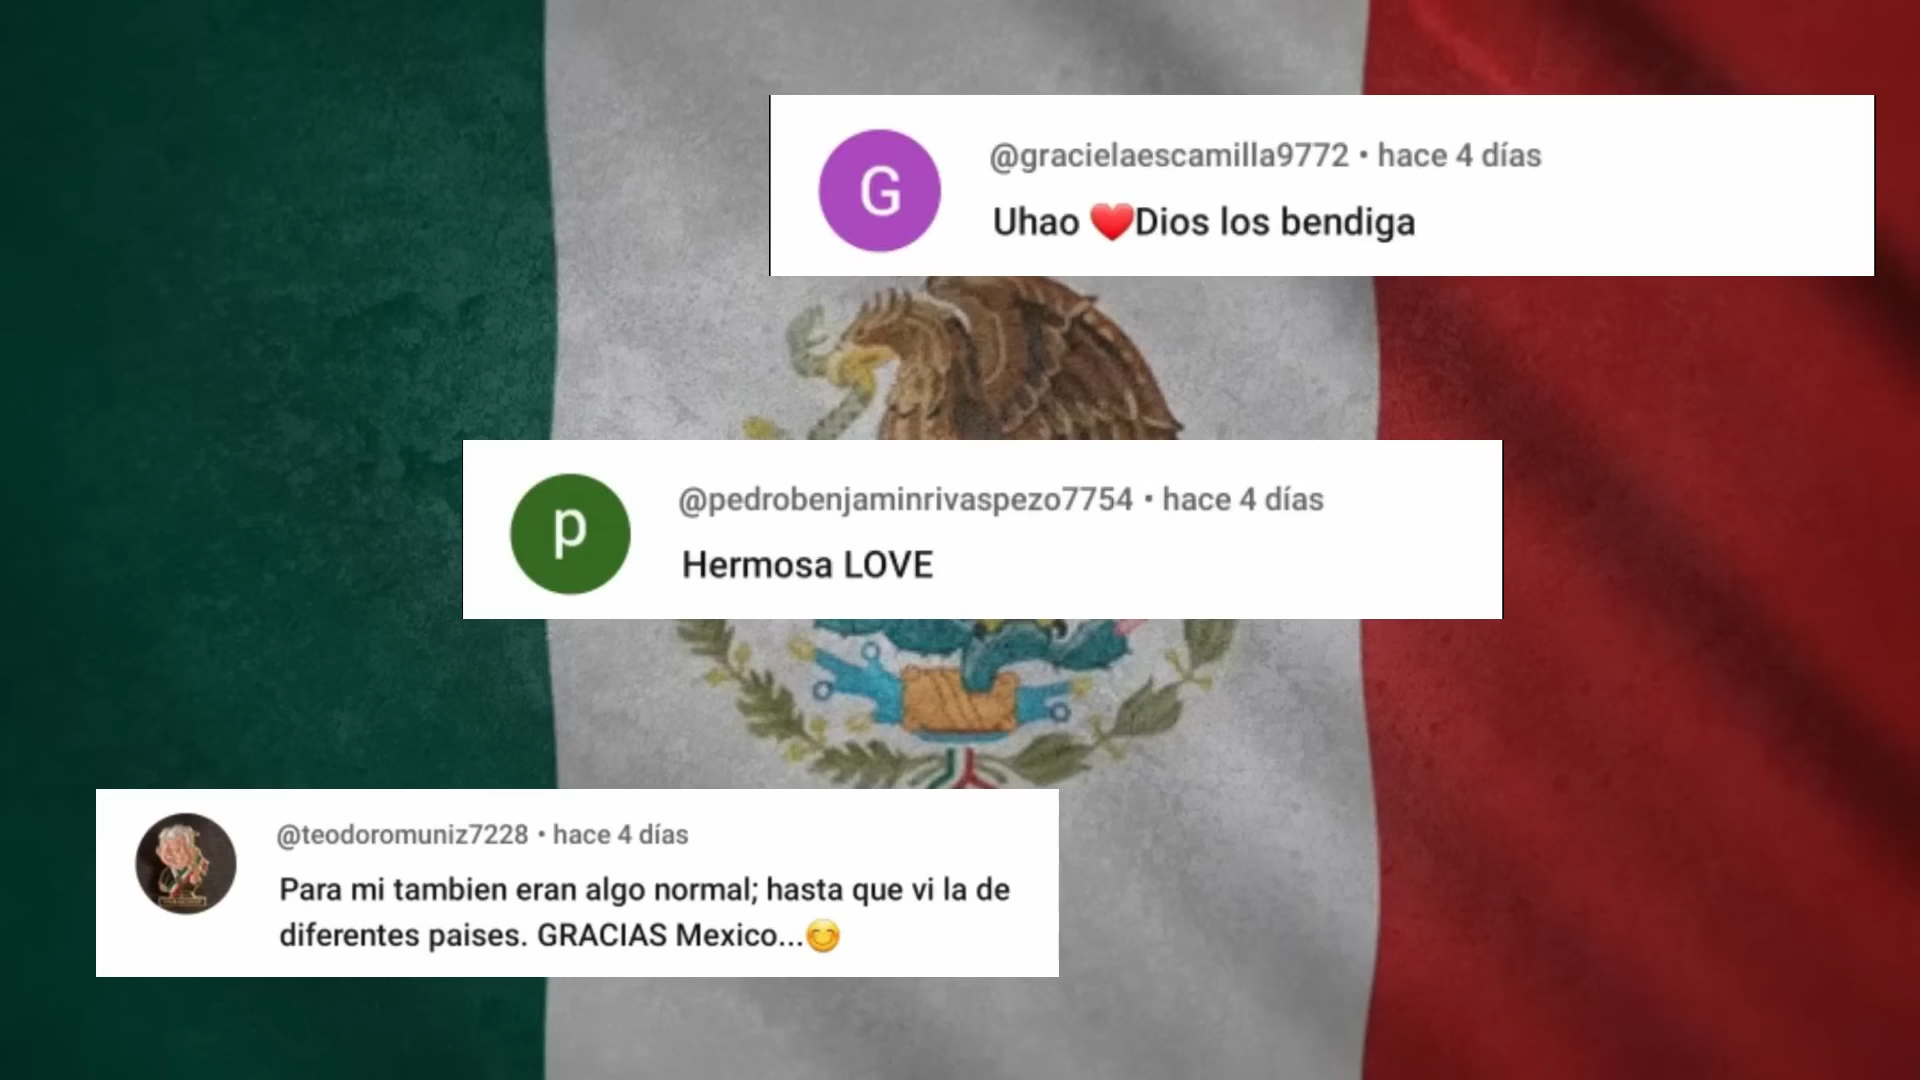 G
@gracielaescamilla9772 • hace 4 días
Uhao ❤️Dios los bendiga
p
@pedrobenjaminrivaspezo7754 • hace 4 días
Hermosa LOVE
@teodoromuniz7228 • hace 4 días
Para mi tambien eran algo normal; hasta que vi la de
diferentes paises. GRACIAS Mexico...😊